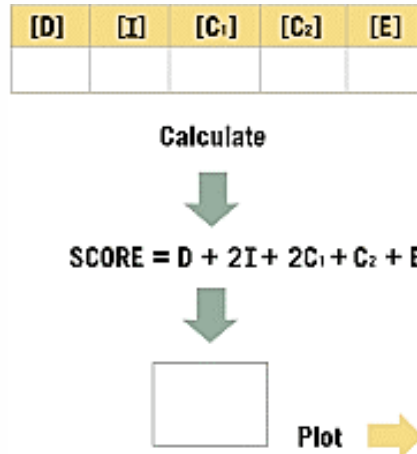 [D] [I] [C₁] [C₂] [E]
Calculate
SCORE = D + 2I + 2C₁ + C₂ + E
Plot